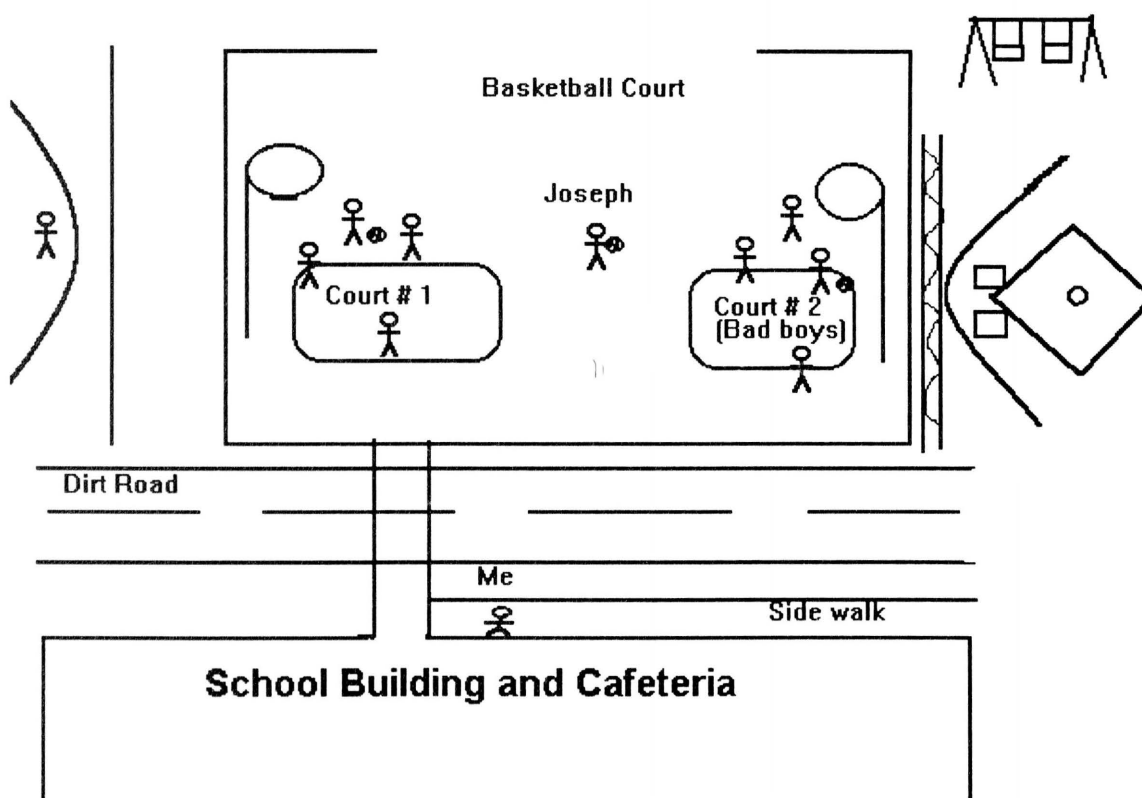 Basketball Court
Joseph
Court # 1
Court # 2
(Bad boys)
Dirt Road
Me
Side walk
School Building and Cafeteria